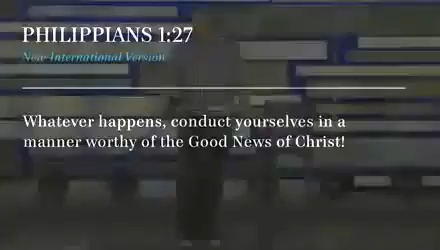 PHILIPPIANS 1:27
New International Version
Whatever happens, conduct yourselves in a
manner worthy of the Good News of Christ!